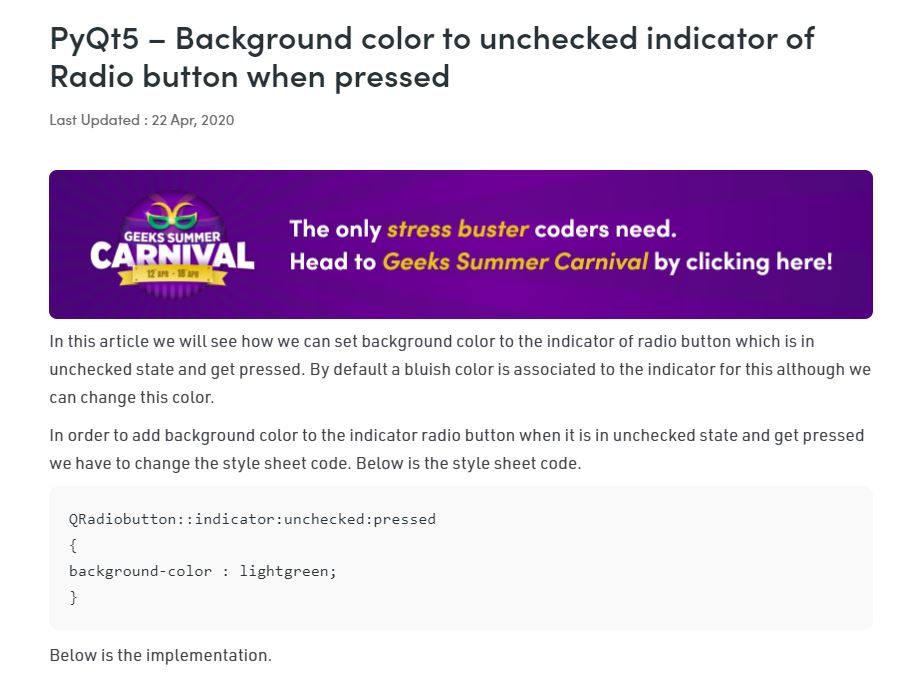 PyQt5 – Background color to unchecked indicator of
Radio button when pressed
Last Updated : 22 Apr, 2020
GEEKS SUMMER
CARNIVAL
12 APR - 18 APR
The only stress buster coders need.
Head to Geeks Summer Carnival by clicking here!
In this article we will see how we can set background color to the indicator of radio button which is in
unchecked state and get pressed. By default a bluish color is associated to the indicator for this although we
can change this color.
In order to add background color to the indicator radio button when it is in unchecked state and get pressed
we have to change the style sheet code. Below is the style sheet code.
QRadiobutton::indicator:unchecked:pressed
{
background-color : lightgreen;
}
Below is the implementation.